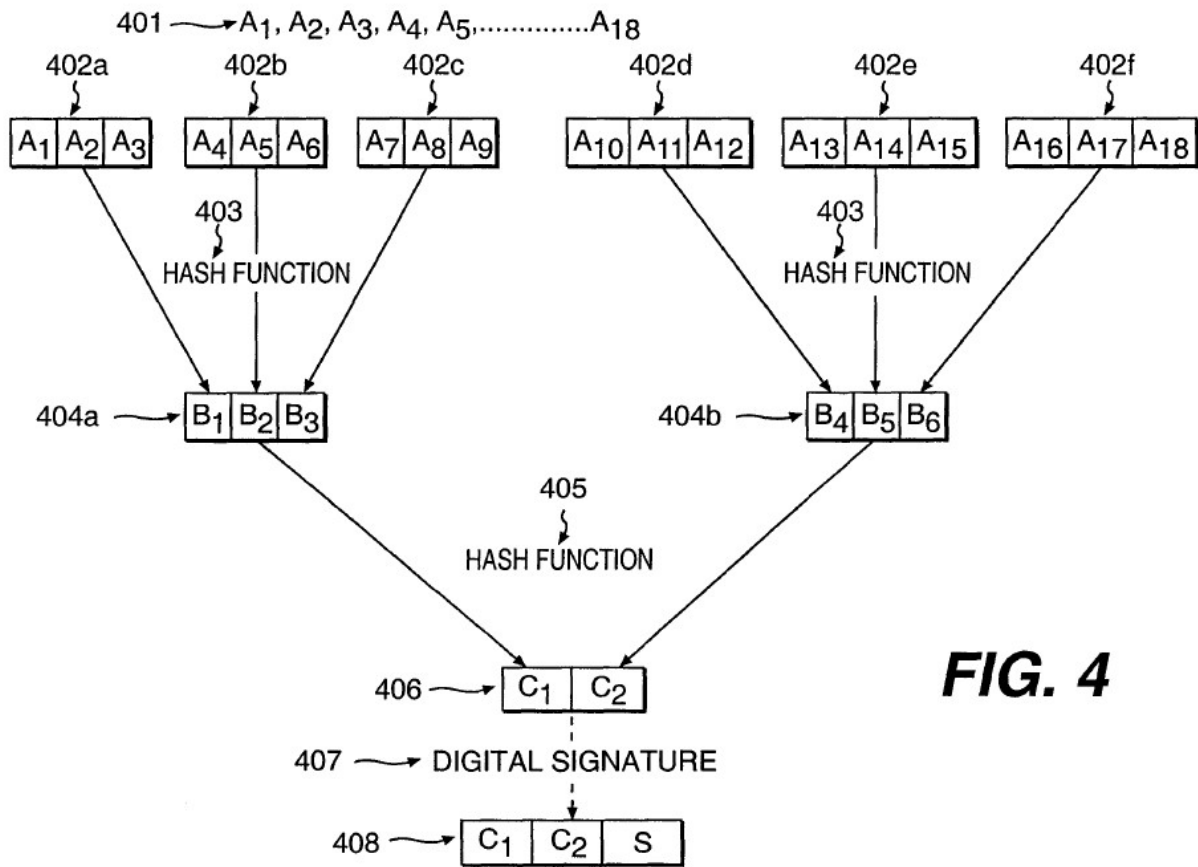 401 A1, A2, A3, A4, A5,..............A18
402a 402b 402c 402d 402e 402f
A1 A2 A3 A4 A5 A6 A7 A8 A9 A10 A11 A12 A13 A14 A15 A16 A17 A18
403 403
HASH FUNCTION HASH FUNCTION
404a B1 B2 B3 404b B4 B5 B6
405
HASH FUNCTION
406 C1 C2
FIG. 4
407 DIGITAL SIGNATURE
408 C1 C2 S